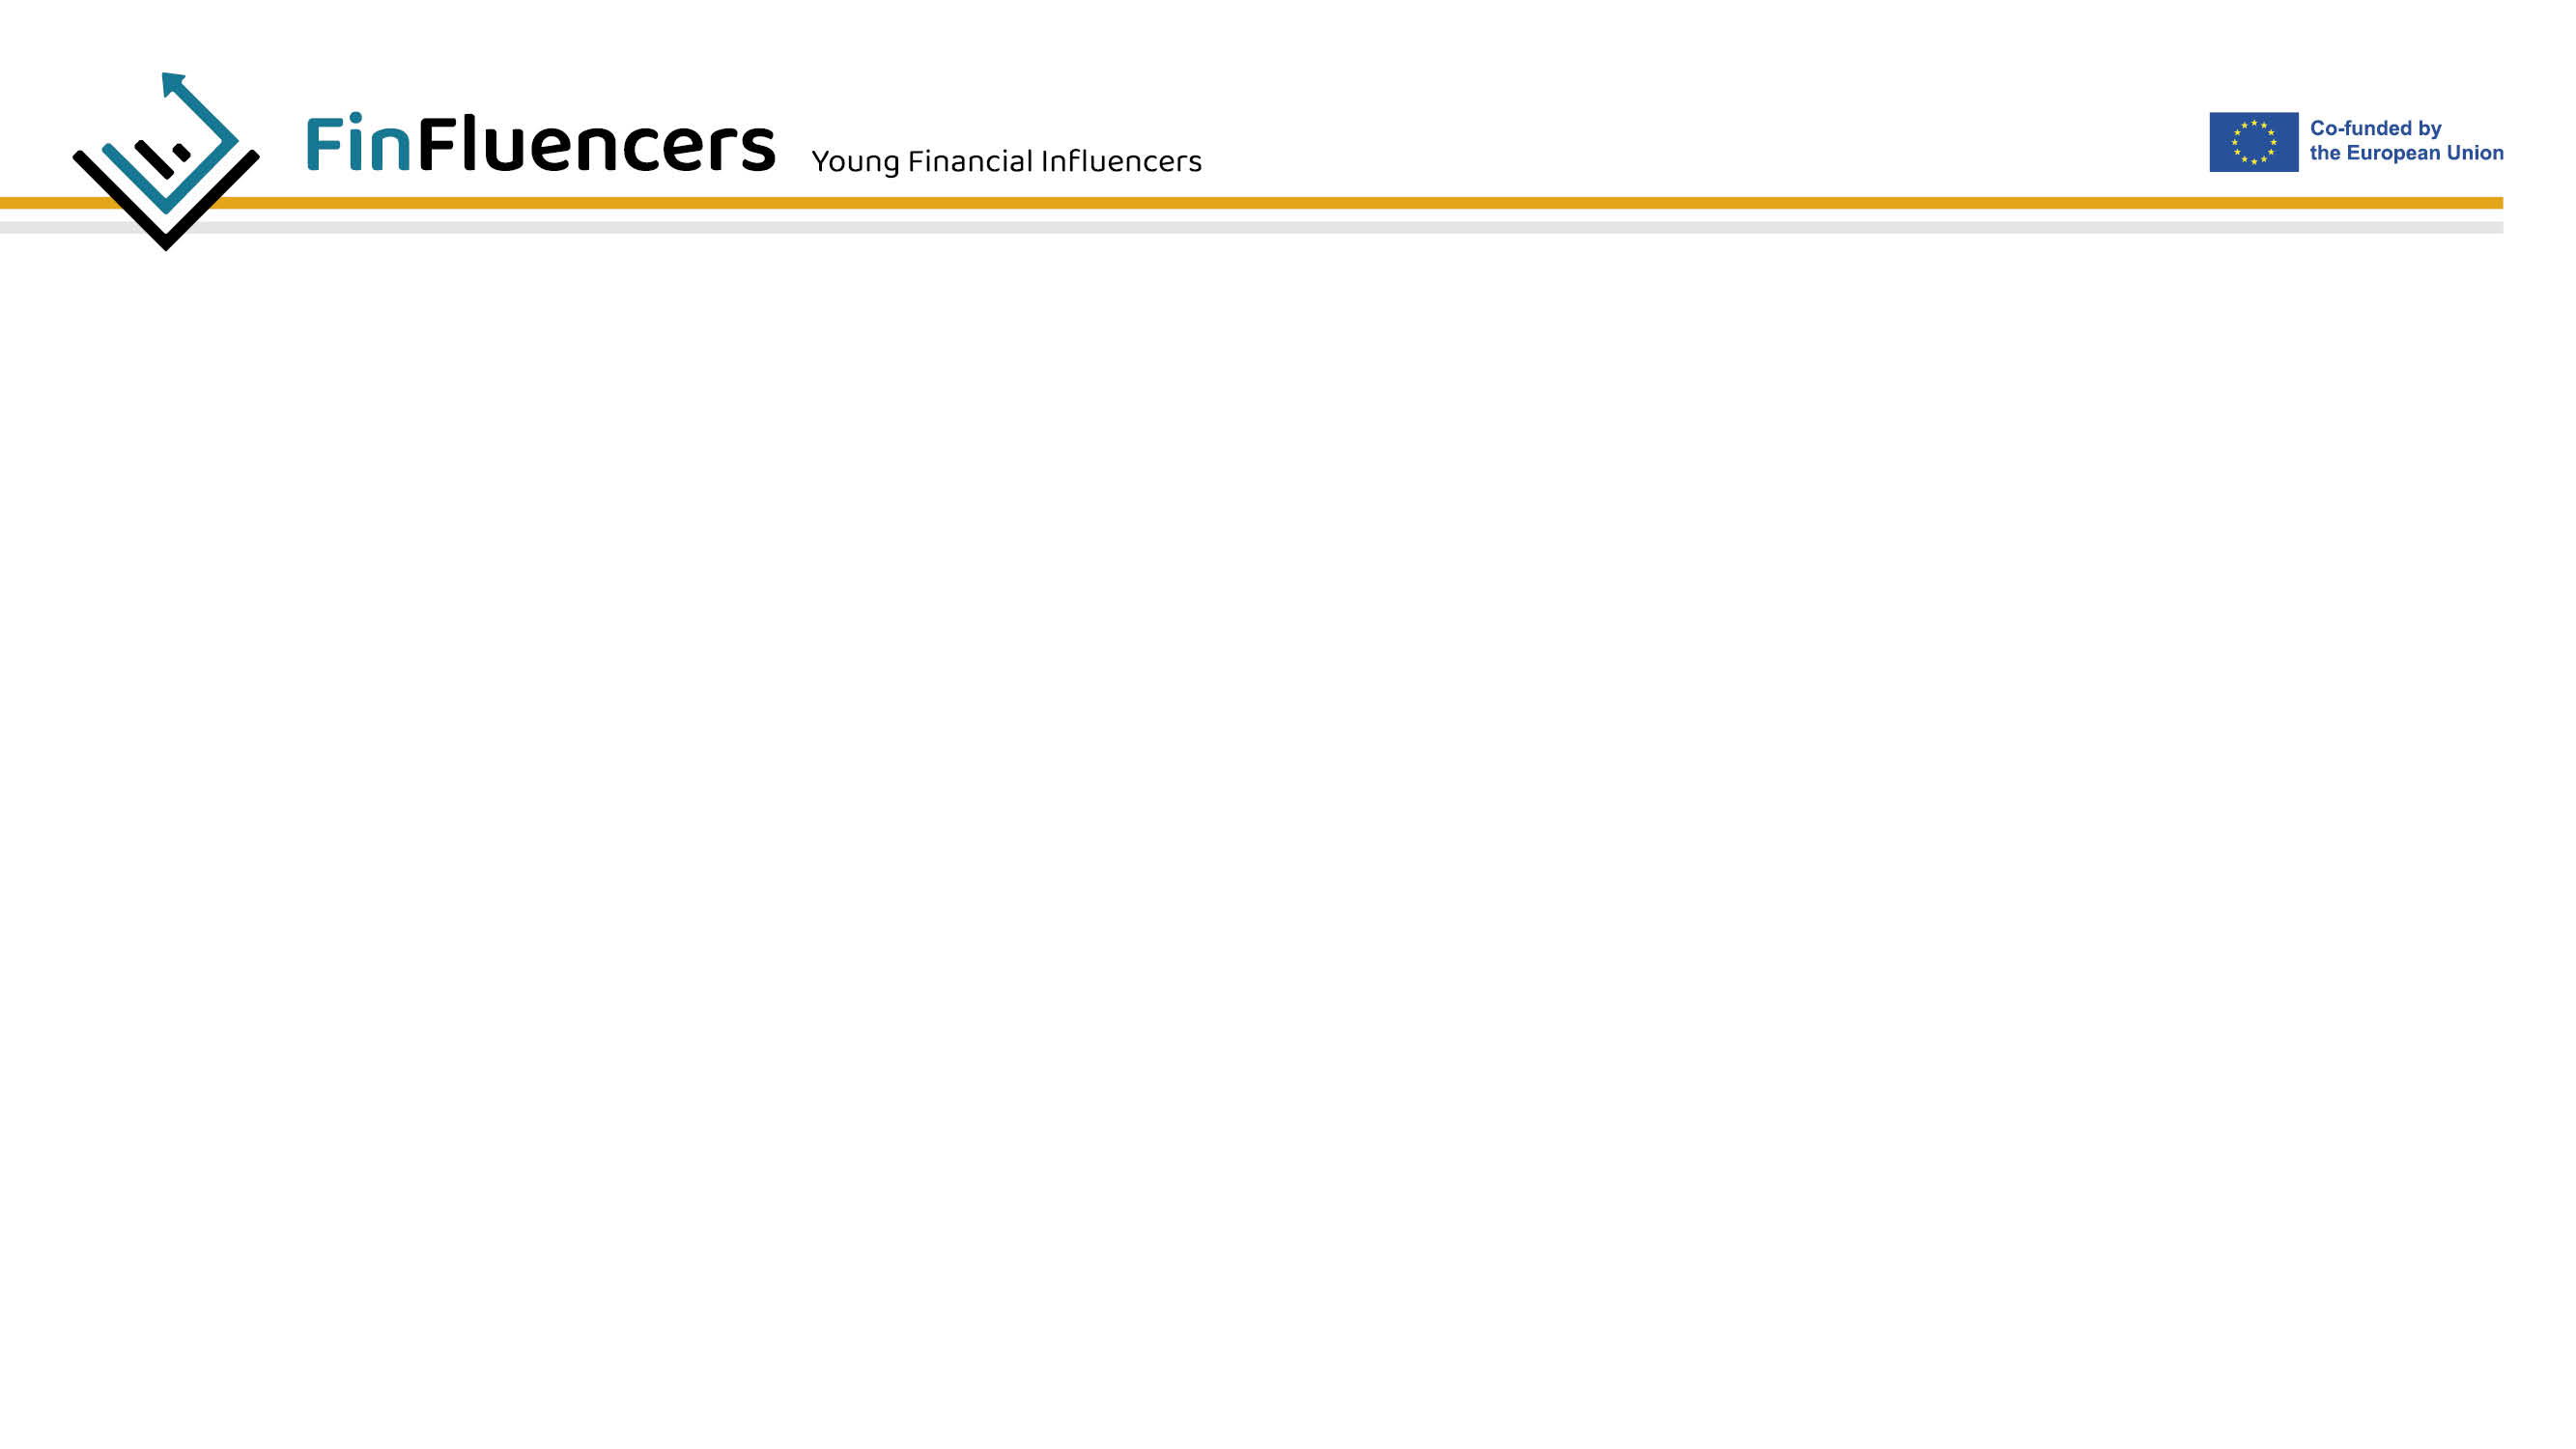 FinFluencers Young Financial Influencers
Co-funded by
the European Union